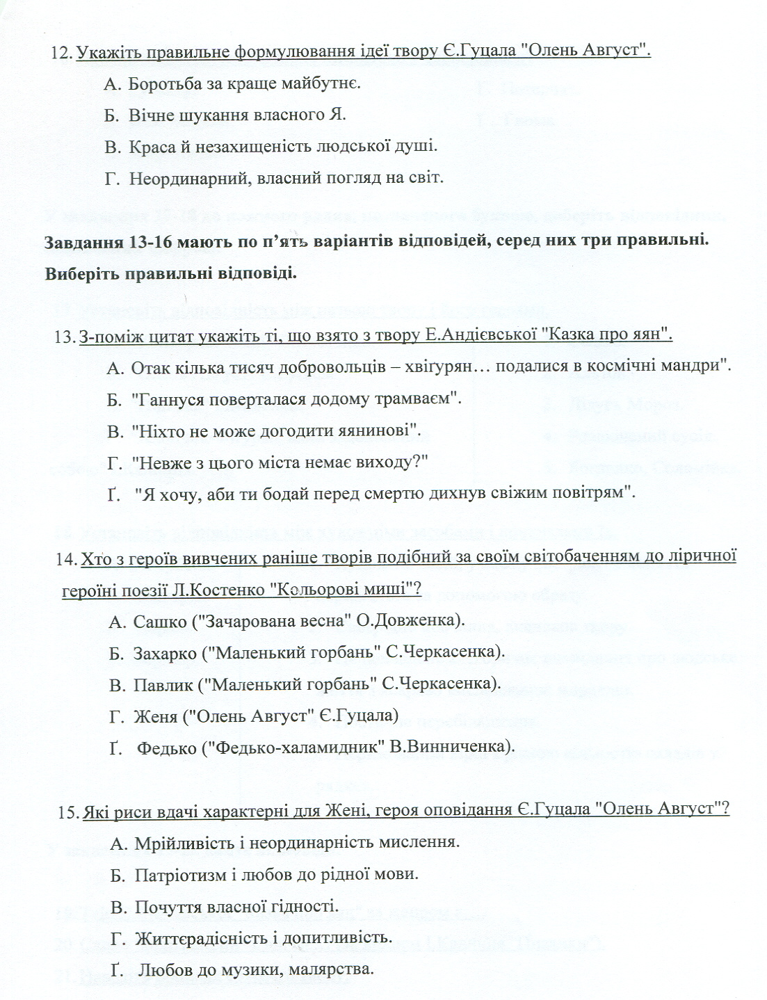 12. Укажіть правильне формулювання ідеї твору Є.Гуцала "Олень Август".
А. Боротьба за краще майбутнє.
Б. Вічне шукання власного Я.
В. Краса й незахищеність людської душі.
Г. Неординарний, власний погляд на світ.
Завдання 13-16 мають по п’ять варіантів відповідей, серед них три правильні.
Виберіть правильні відповіді.
13. З-поміж цитат укажіть ті, що взято з твору Е.Андієвської "Казка про яян".
А. Отак кілька тисяч добровольців – хвіґурян… подалися в космічні мандри".
Б. "Ганнуся поверталася додому трамваєм".
В. "Ніхто не може догодити яянинові".
Г. "Невже з цього міста немає виходу?"
Ґ. "Я хочу, аби ти бодай перед смертю дихнув свіжим повітрям".
14. Хто з героїв вивчених раніше творів подібний за своїм світобаченням до ліричної
героїні поезії Л.Костенко "Кольорові миші"?
А. Сашко ("Зачарована весна" О.Довженка).
Б. Захарко ("Маленький горбань" С.Черкасенка).
В. Павлик ("Маленький горбань" С.Черкасенка).
Г. Женя ("Олень Август" Є.Гуцала)
Ґ. Федько ("Федько-халамидник" В.Винниченка).
15. Які риси вдачі характерні для Жені, героя оповідання Є.Гуцала "Олень Август"?
А. Мрійливість і неординарність мислення.
Б. Патріотизм і любов до рідної мови.
В. Почуття власної гідності.
Г. Життєрадісність і допитливість.
Ґ. Любов до музики, малярства.